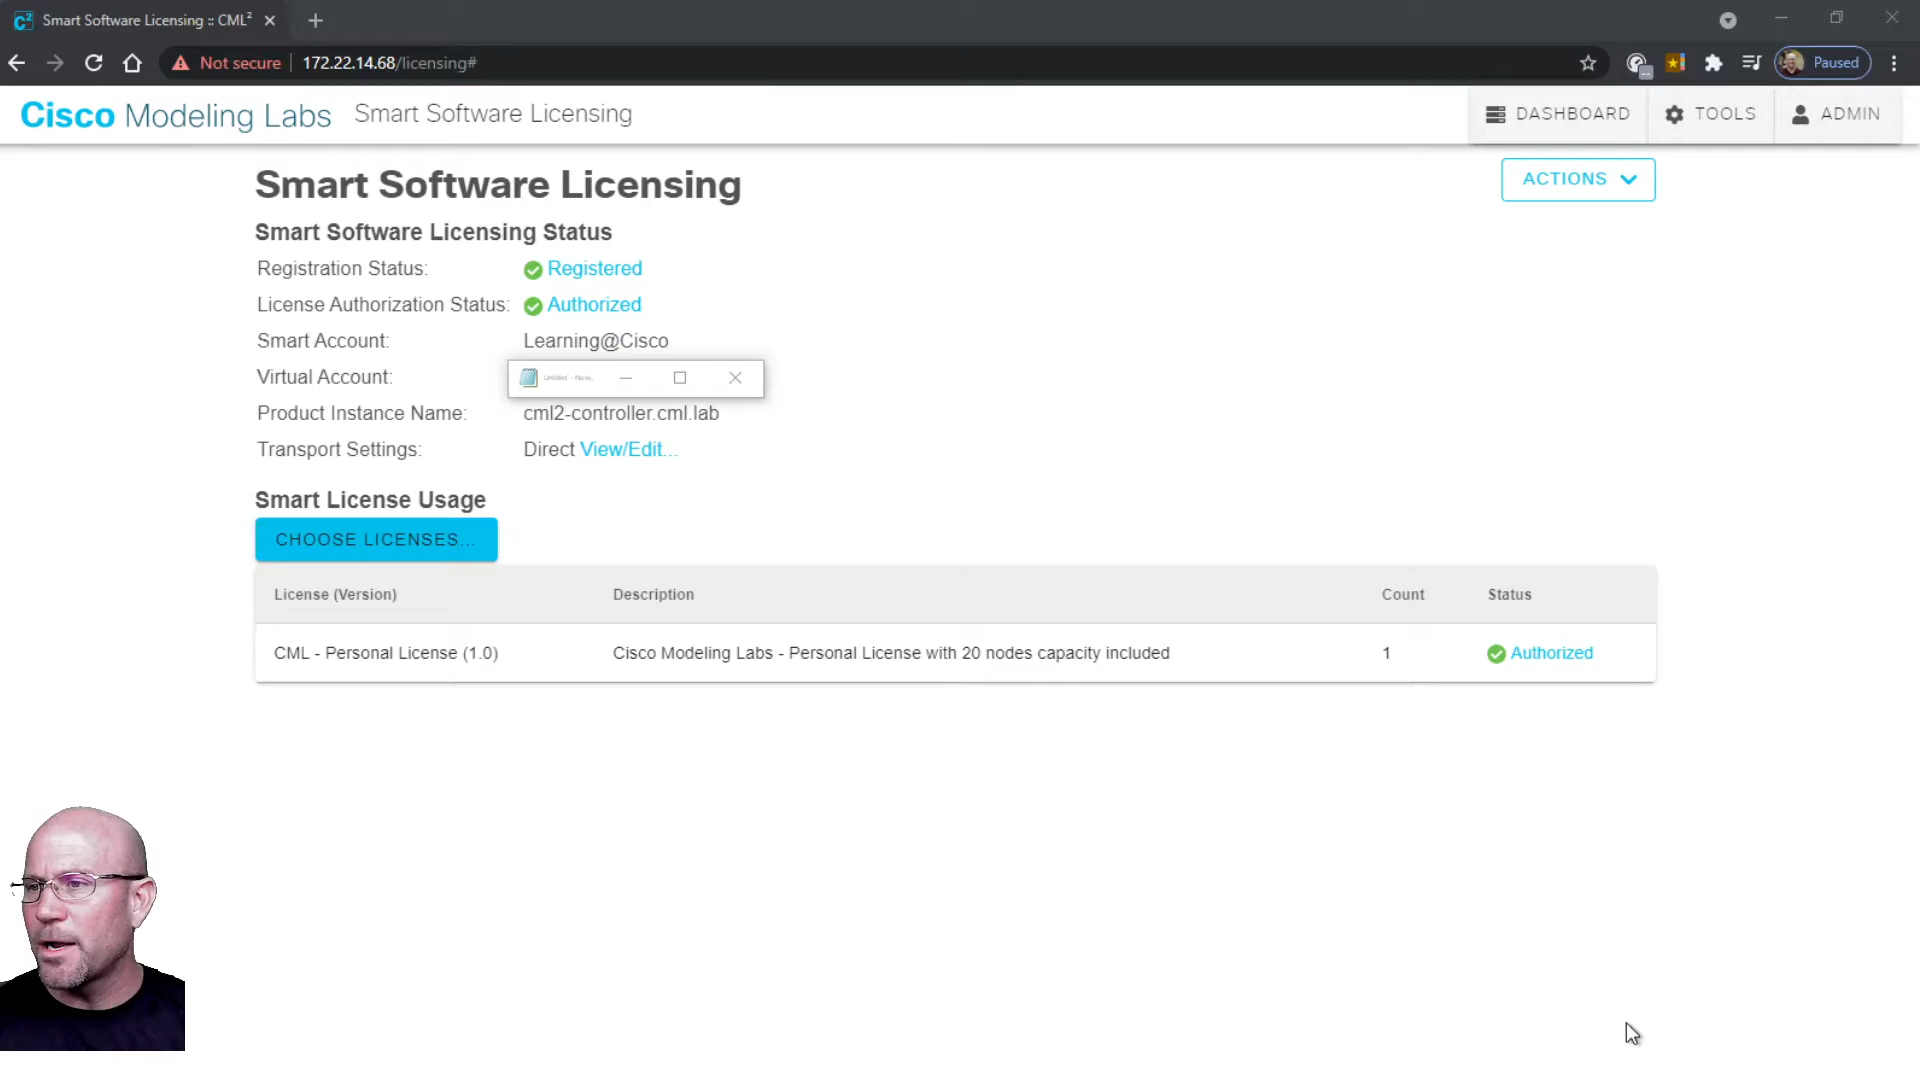 Smart Software Licensing :: CML²
Not secure 172.22.14.68/licensing# Paused
Cisco Modeling Labs Smart Software Licensing DASHBOARD TOOLS ADMIN
Smart Software Licensing ACTIONS
Smart Software Licensing Status
Registration Status: Registered
License Authorization Status: Authorized
Smart Account: Learning@Cisco
Virtual Account:
Product Instance Name: cml2-controller.cml.lab
Transport Settings: Direct View/Edit...
Smart License Usage
CHOOSE LICENSES...
License (Version) Description Count Status
CML - Personal License (1.0) Cisco Modeling Labs - Personal License with 20 nodes capacity included 1 Authorized